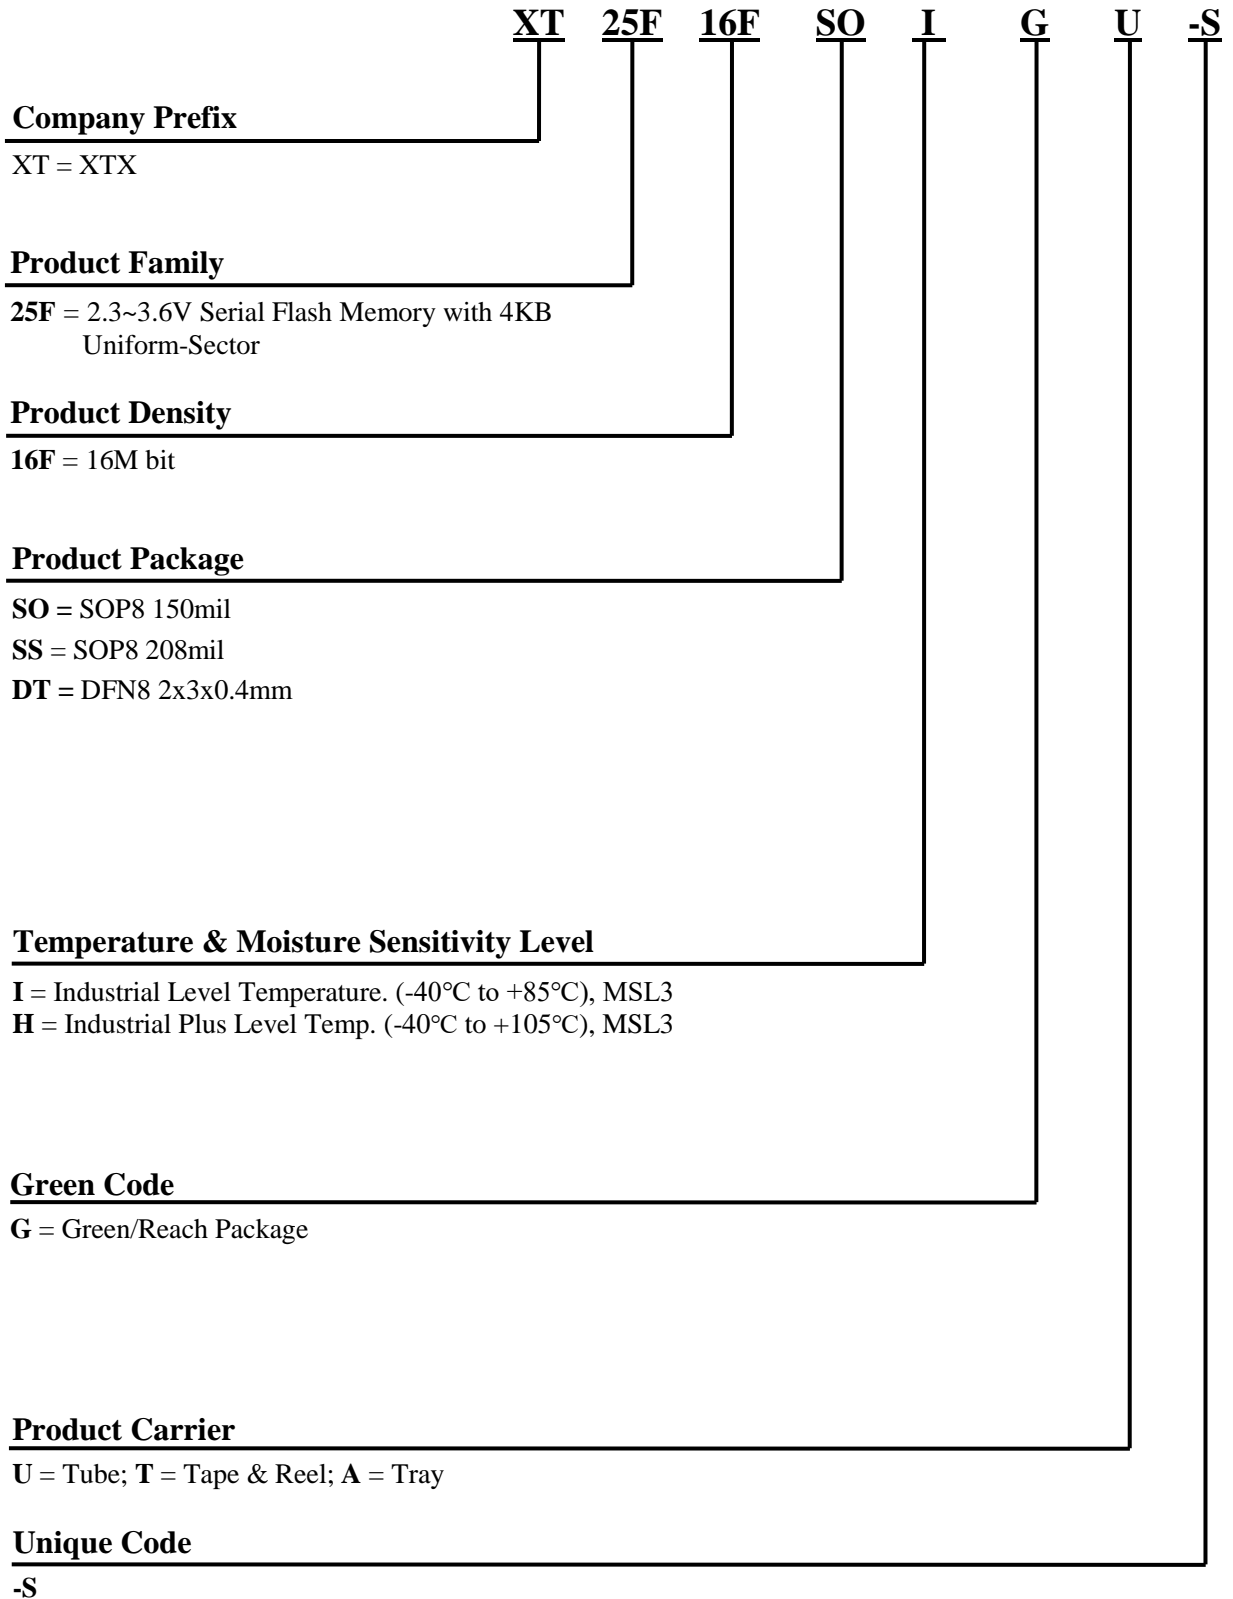 XT 25F 16F SO I G U -S
Company Prefix
XT = XTX
Product Family
25F = 2.3~3.6V Serial Flash Memory with 4KB
Uniform-Sector
Product Density
16F = 16M bit
Product Package
SO = SOP8 150mil
SS = SOP8 208mil
DT = DFN8 2x3x0.4mm
Temperature & Moisture Sensitivity Level
I = Industrial Level Temperature. (-40℃ to +85℃), MSL3
H = Industrial Plus Level Temp. (-40℃ to +105℃), MSL3
Green Code
G = Green/Reach Package
Product Carrier
U = Tube; T = Tape & Reel; A = Tray
Unique Code
-S